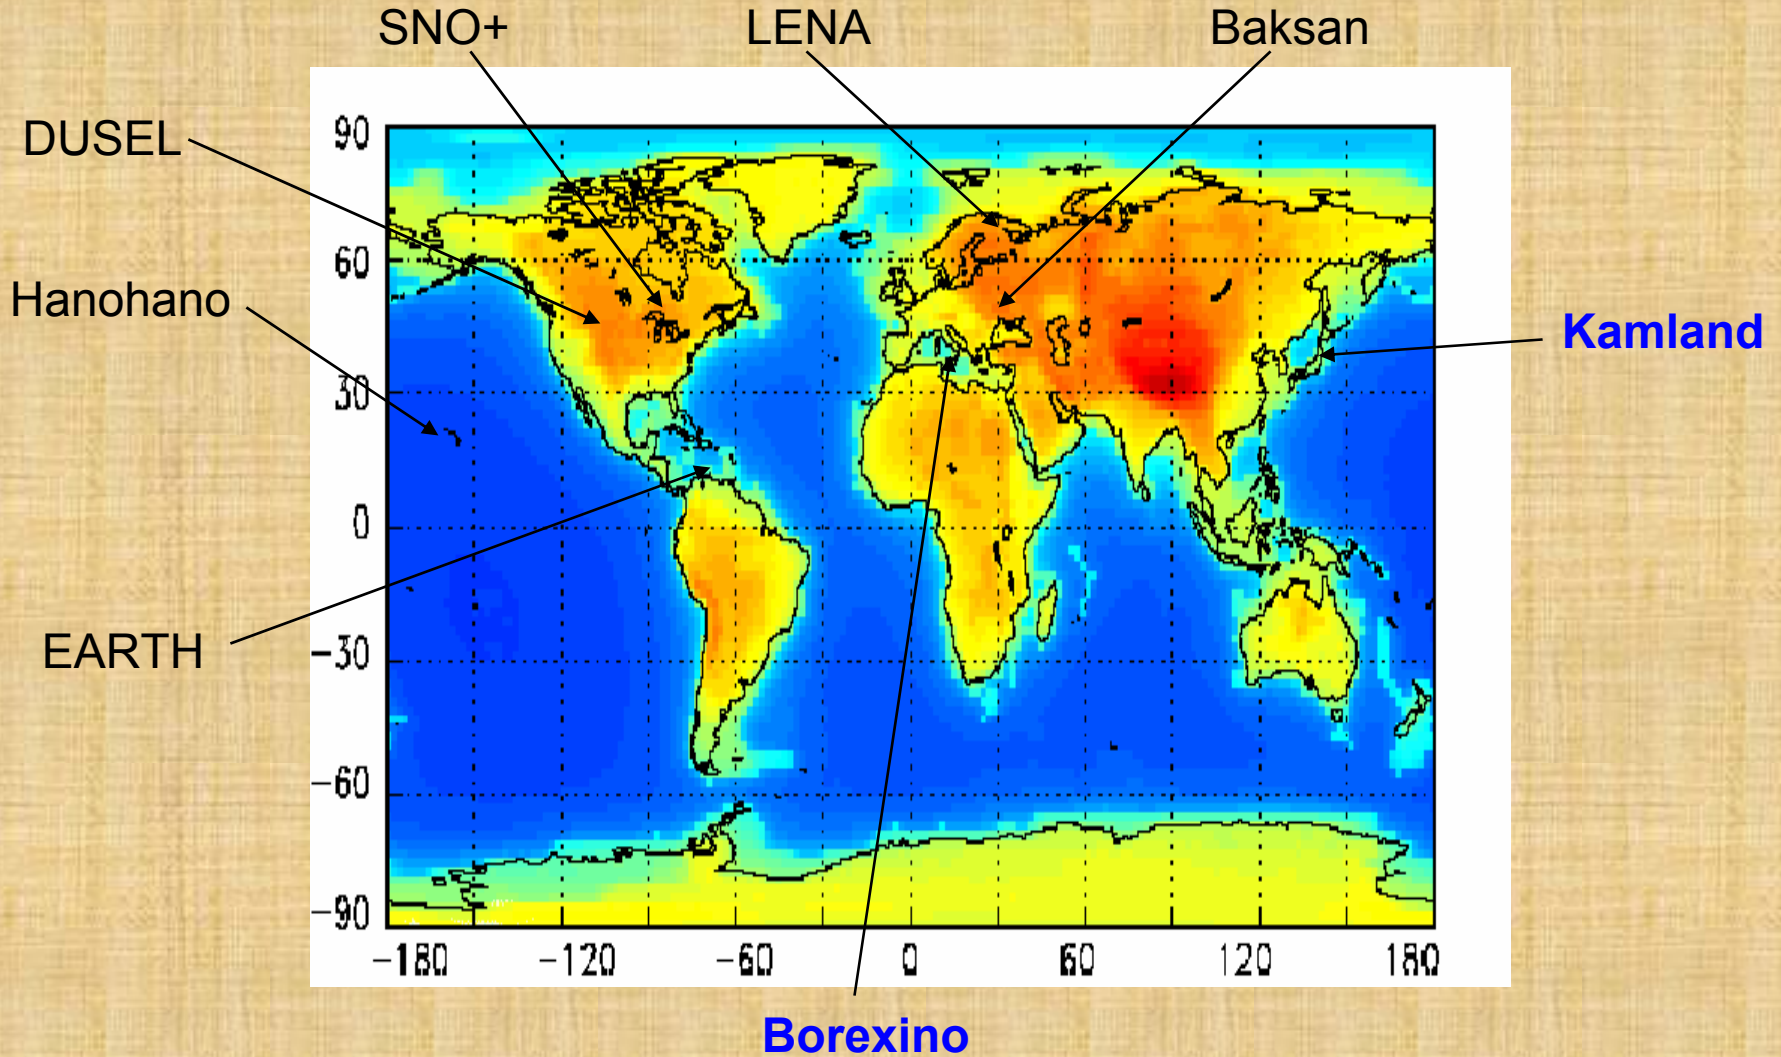 SNO+
LENA
Baksan
DUSEL
Hanohano
Kamland
EARTH
Borexino
90
60
30
0
−30
−60
−90
−180
−120
−60
0
60
120
180